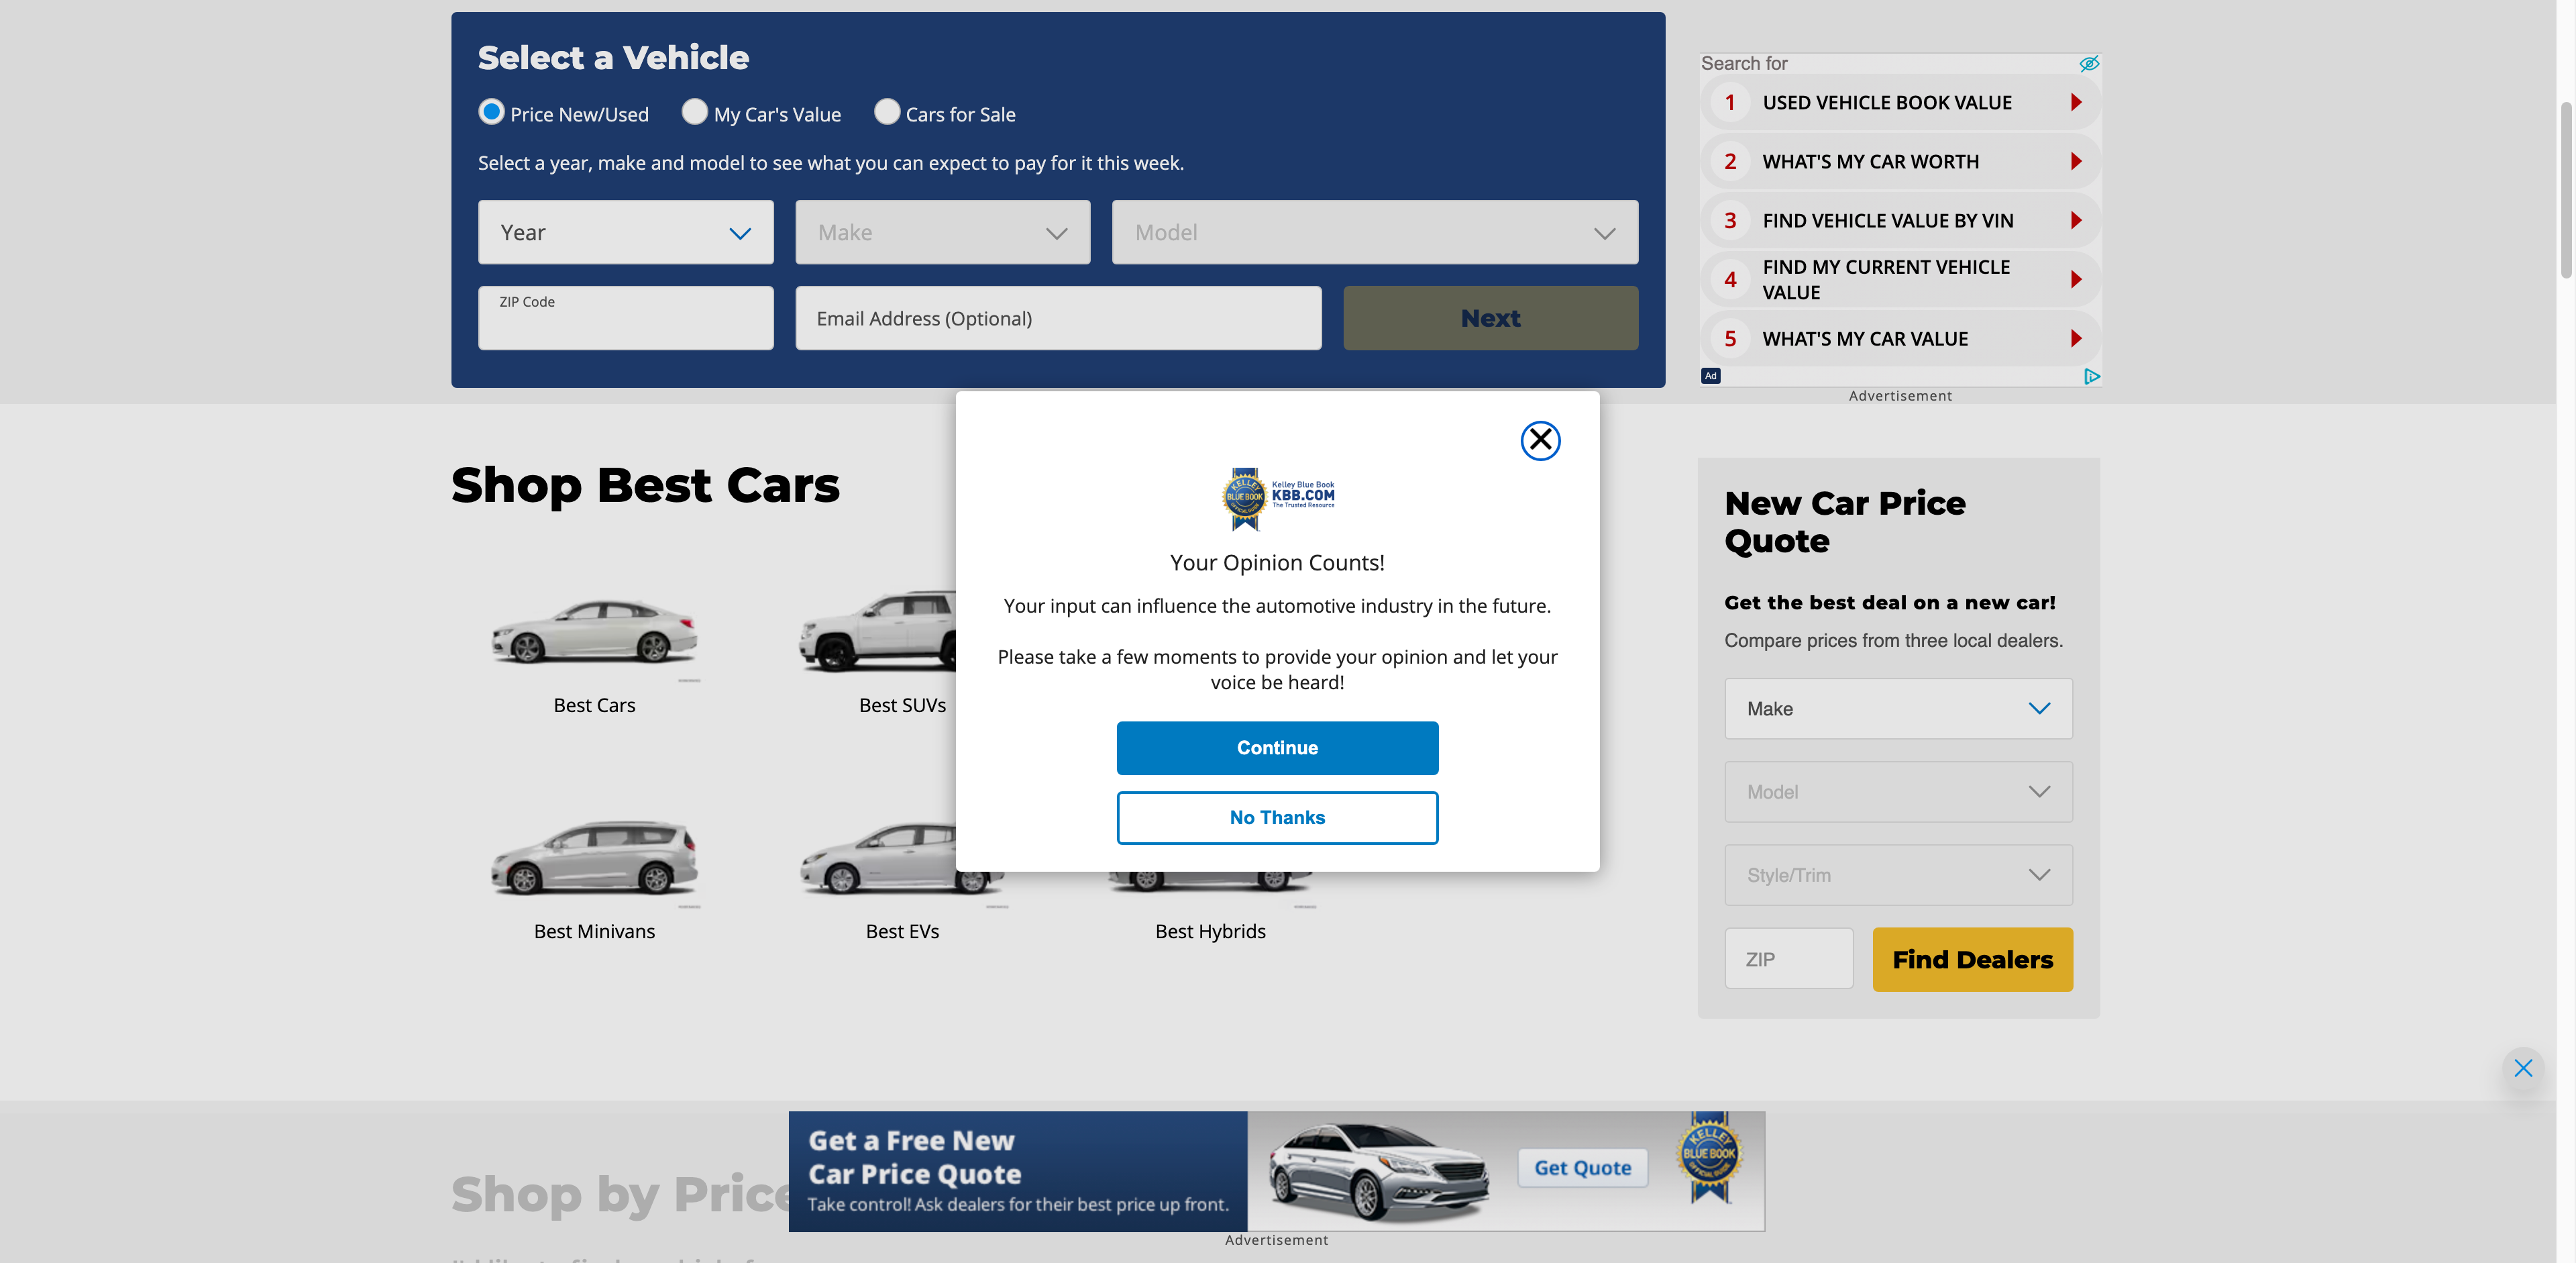 Select a Vehicle
Price New/Used
My Car's Value
Cars for Sale
Select a year, make and model to see what you can expect to pay for it this week.
Year
Make
Model
ZIP Code
Email Address (Optional)
Next
Search for
1 USED VEHICLE BOOK VALUE
2 WHAT'S MY CAR WORTH
3 FIND VEHICLE VALUE BY VIN
4 FIND MY CURRENT VEHICLE
VALUE
5 WHAT'S MY CAR VALUE
Ad
Advertisement
Shop Best Cars
Best Cars
Best SUVs
Best Minivans
Best EVs
Best Hybrids
KELLEY
BLUE BOOK
OFFICIAL GUIDE
Kelley Blue Book
KBB.COM
The Trusted Resource
Your Opinion Counts!
Your input can influence the automotive industry in the future.
Please take a few moments to provide your opinion and let your
voice be heard!
Continue
No Thanks
New Car Price
Quote
Get the best deal on a new car!
Compare prices from three local dealers.
Make
Model
Style/Trim
ZIP
Find Dealers
Shop by Price
Get a Free New
Car Price Quote
Take control! Ask dealers for their best price up front.
Get Quote
KELLEY
BLUE BOOK
OFFICIAL GUIDE
Advertisement